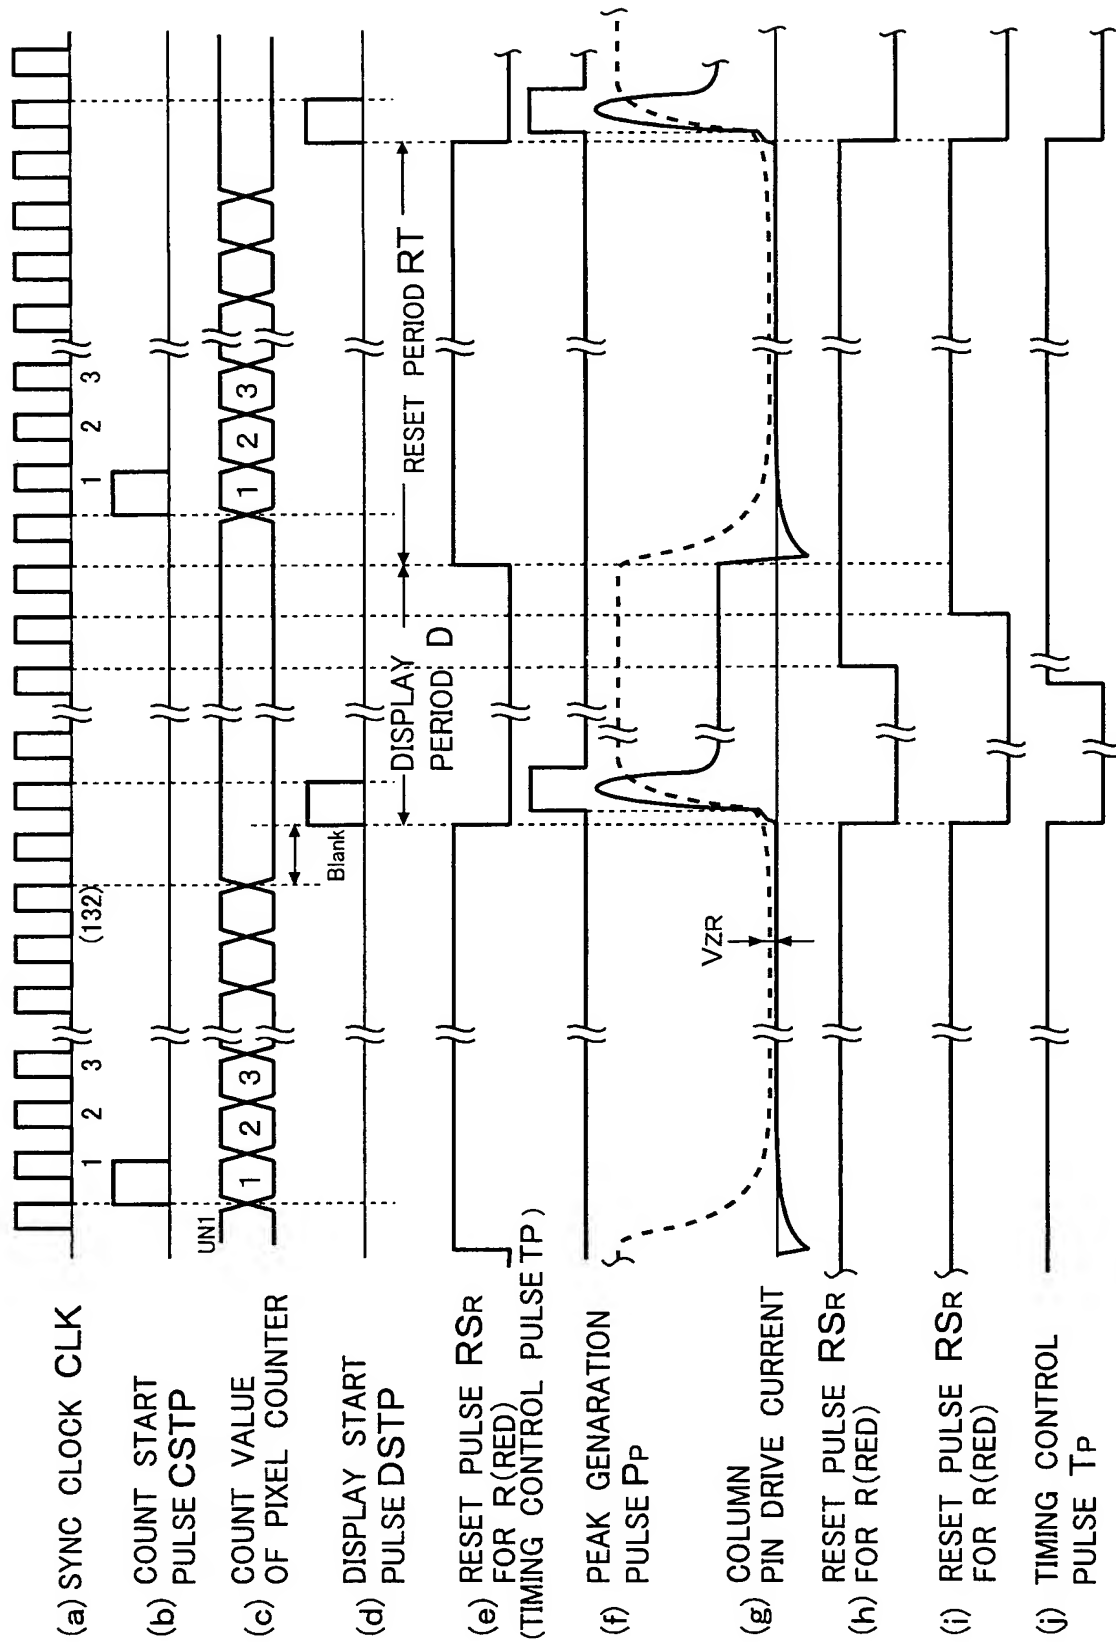 (a) SYNC CLOCK CLK
1 2 3 (132) 1 2 3
(b) COUNT START
PULSE CSTP
(c) COUNT VALUE
OF PIXEL COUNTER
UN1
1 2 3 1 2 3
Blank
(d) DISPLAY START
PULSE DSTP
DISPLAY
PERIOD D
RESET PERIOD RT
(e) RESET PULSE RSR
FOR R(RED)
(TIMING CONTROL PULSE TP)
(f) PEAK GENARATION
PULSE PP
VZR
(g) COLUMN
PIN DRIVE CURRENT
(h) RESET PULSE RSR
FOR R(RED)
(i) RESET PULSE RSR
FOR R(RED)
(j) TIMING CONTROL
PULSE TP